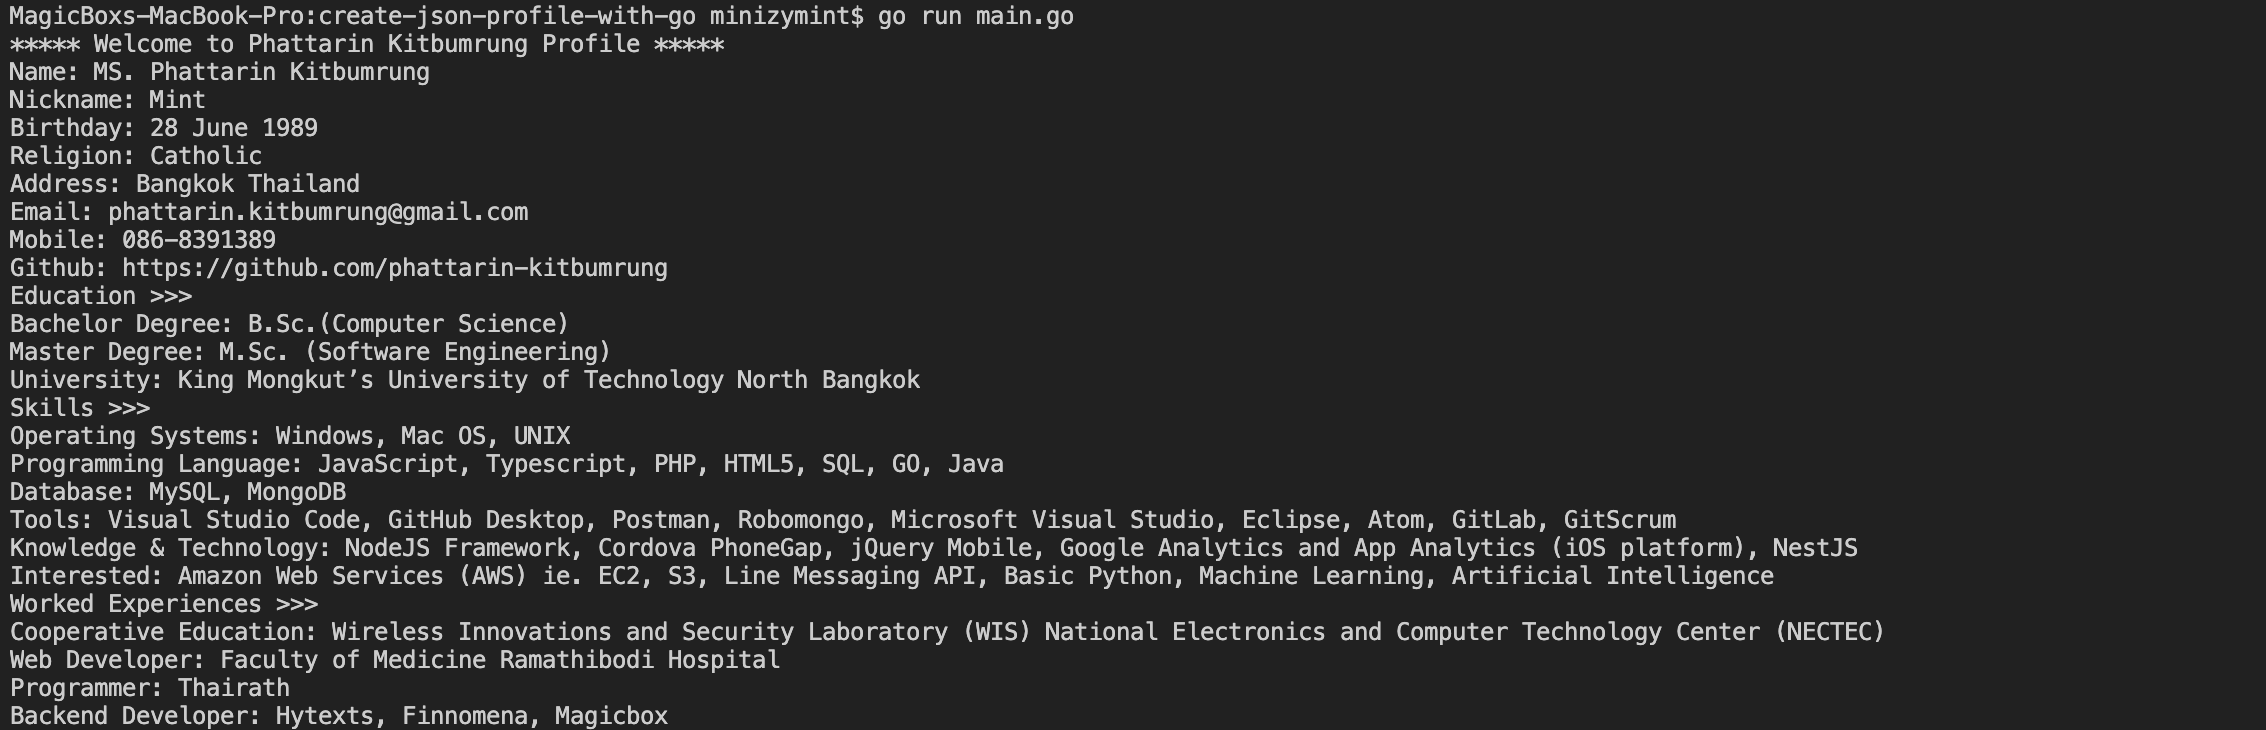 MagicBoxs-MacBook-Pro:create-json-profile-with-go minizymint$ go run main.go
***** Welcome to Phattarin Kitbumrung Profile *****
Name: MS. Phattarin Kitbumrung
Nickname: Mint
Birthday: 28 June 1989
Religion: Catholic
Address: Bangkok Thailand
Email: phattarin.kitbumrung@gmail.com
Mobile: 086-8391389
Github: https://github.com/phattarin-kitbumrung
Education >>>
Bachelor Degree: B.Sc.(Computer Science)
Master Degree: M.Sc. (Software Engineering)
University: King Mongkut’s University of Technology North Bangkok
Skills >>>
Operating Systems: Windows, Mac OS, UNIX
Programming Language: JavaScript, Typescript, PHP, HTML5, SQL, GO, Java
Database: MySQL, MongoDB
Tools: Visual Studio Code, GitHub Desktop, Postman, Robomongo, Microsoft Visual Studio, Eclipse, Atom, GitLab, GitScrum
Knowledge & Technology: NodeJS Framework, Cordova PhoneGap, jQuery Mobile, Google Analytics and App Analytics (iOS platform), NestJS
Interested: Amazon Web Services (AWS) ie. EC2, S3, Line Messaging API, Basic Python, Machine Learning, Artificial Intelligence
Worked Experiences >>>
Cooperative Education: Wireless Innovations and Security Laboratory (WIS) National Electronics and Computer Technology Center (NECTEC)
Web Developer: Faculty of Medicine Ramathibodi Hospital
Programmer: Thairath
Backend Developer: Hytexts, Finnomena, Magicbox